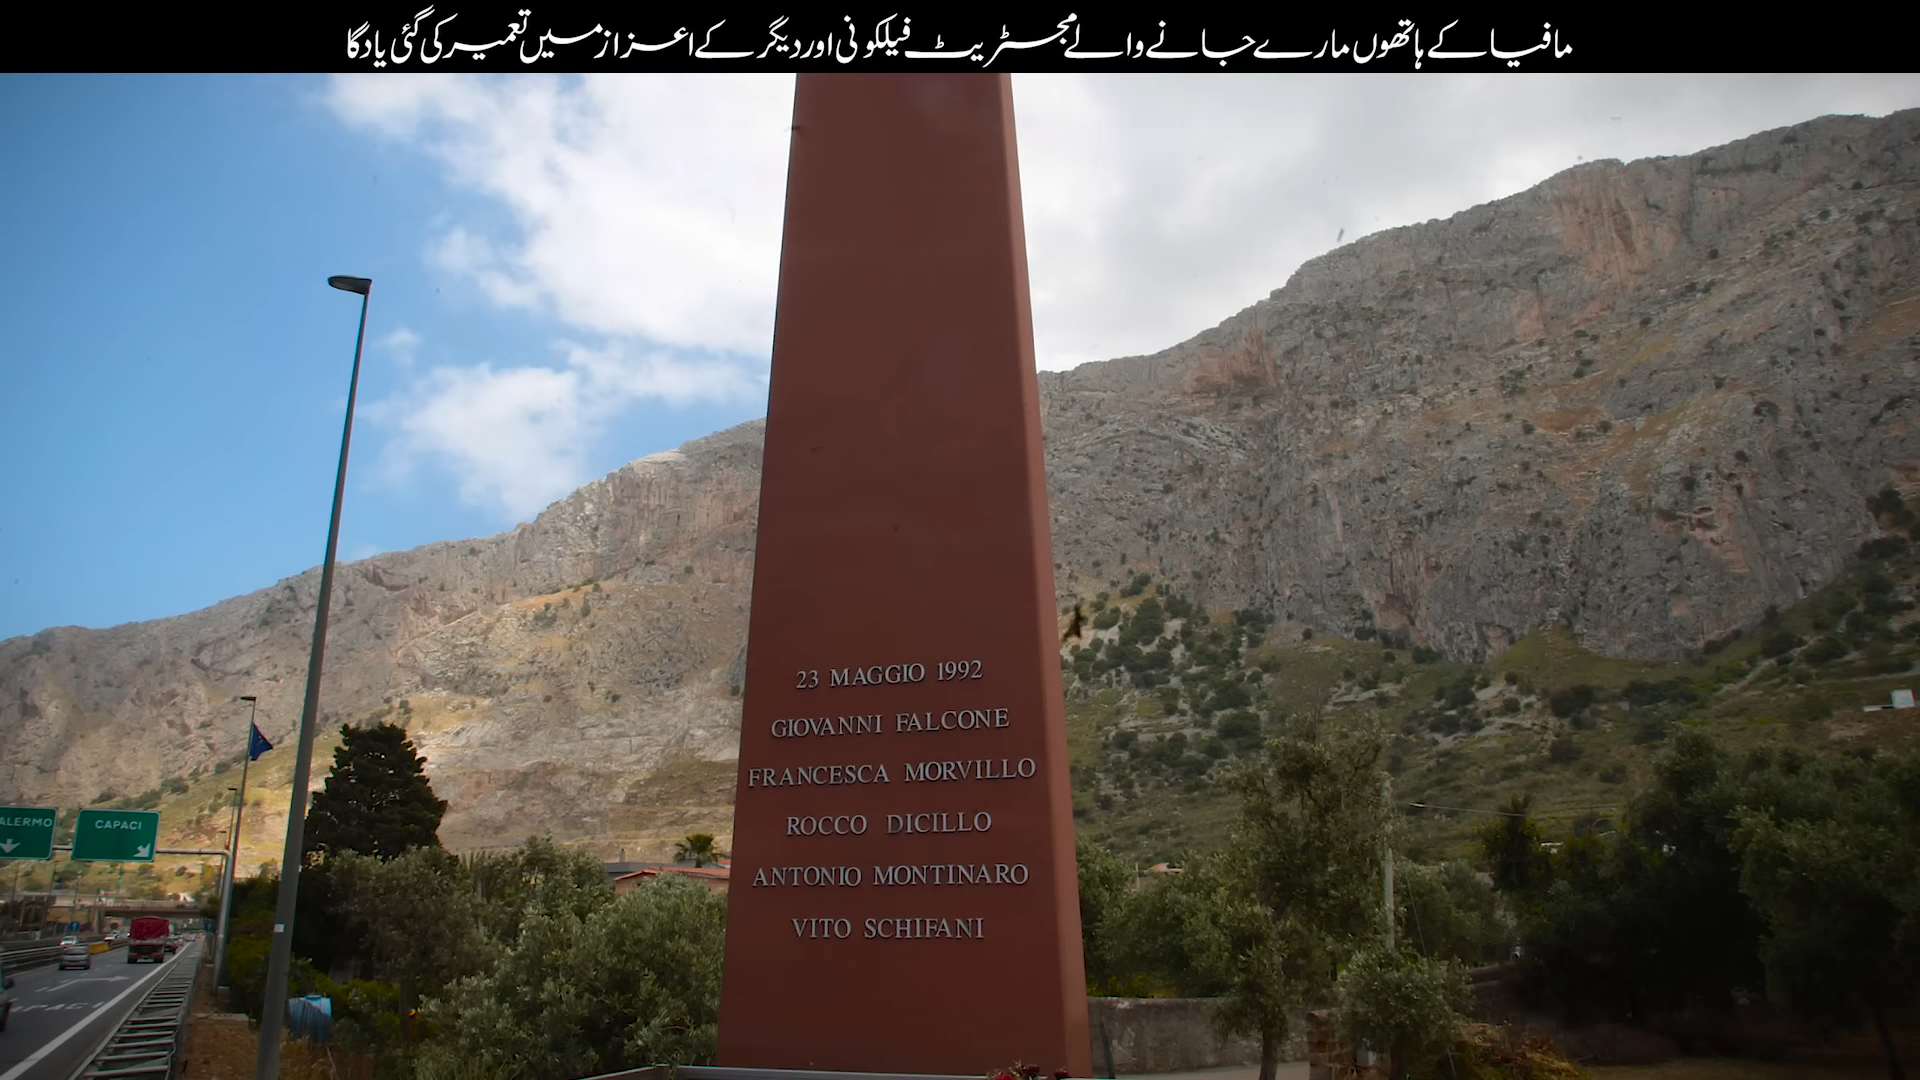 مافیا کے ہاتھوں مارے جانے والے مجسٹریٹ فیلکونی اور دیگر کے اعزاز میں تعمیر کی گئی یادگا
23 MAGGIO 1992
GIOVANNI FALCONE
FRANCESCA MORVILLO
ROCCO DICILLO
ANTONIO MONTINARO
VITO SCHIFANI
ALERMO
CAPACI